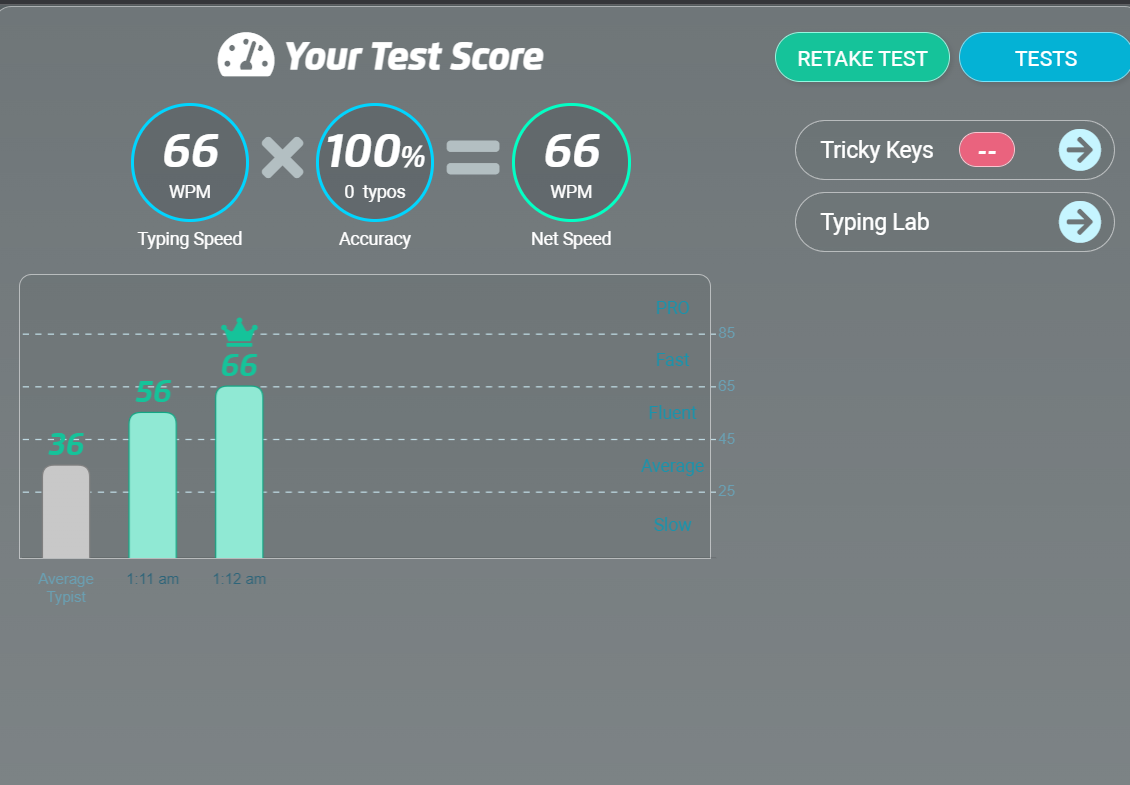 Your Test Score
RETAKE TEST
TESTS
66
WPM
Typing Speed
100%
0 typos
Accuracy
66
WPM
Net Speed
Tricky Keys
--
Typing Lab
PRO
85
Fast
65
Fluent
45
Average
25
Slow
36
56
66
Average
Typist
1:11 am
1:12 am